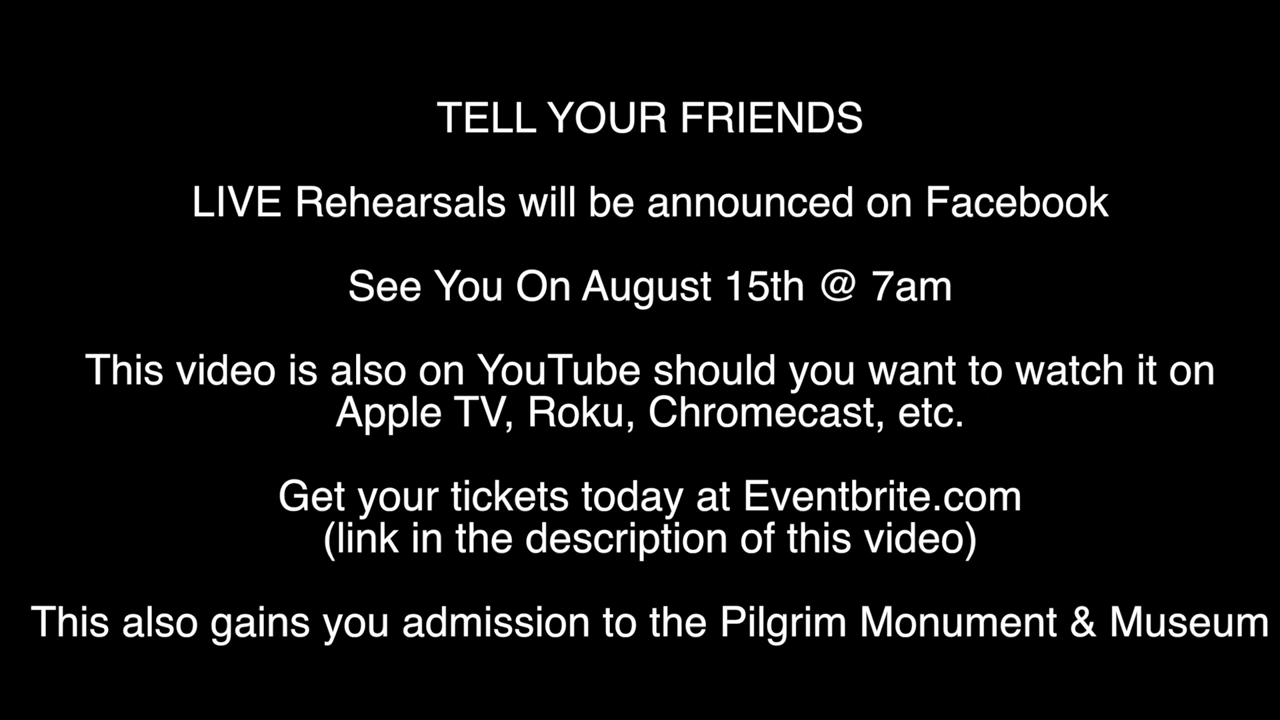 TELL YOUR FRIENDS
LIVE Rehearsals will be announced on Facebook
See You On August 15th @ 7am
This video is also on YouTube should you want to watch it on
Apple TV, Roku, Chromecast, etc.
Get your tickets today at Eventbrite.com
(link in the description of this video)
This also gains you admission to the Pilgrim Monument & Museum